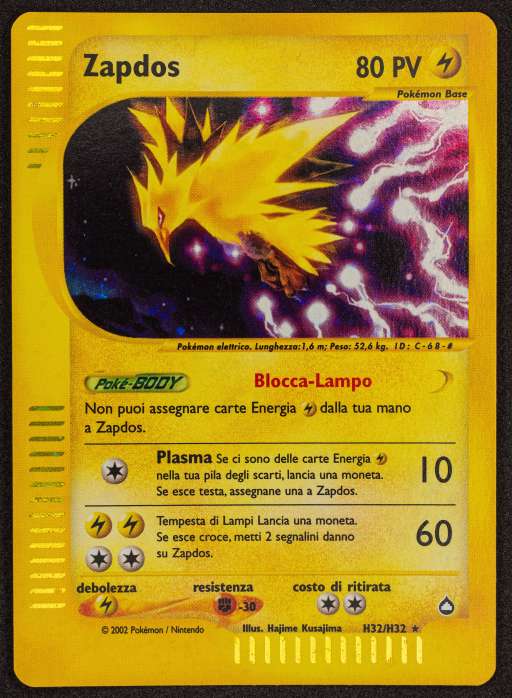 Zapdos 80 PV
Pokémon Base
Pokémon elettrico. Lunghezza:1,6 m; Peso: 52,6 kg. ID: C-68-#
Poké-BODY Blocca-Lampo
Non puoi assegnare carte Energia dalla tua mano
a Zapdos.
Plasma Se ci sono delle carte Energia
nella tua pila degli scarti, lancia una moneta.
Se esce testa, assegnane una a Zapdos.
10
Tempesta di Lampi Lancia una moneta.
Se esce croce, metti 2 segnalini danno
su Zapdos.
60
debolezza resistenza costo di ritirata
-30
© 2002 Pokémon / Nintendo Illus. Hajime Kusajima H32/H32 ★